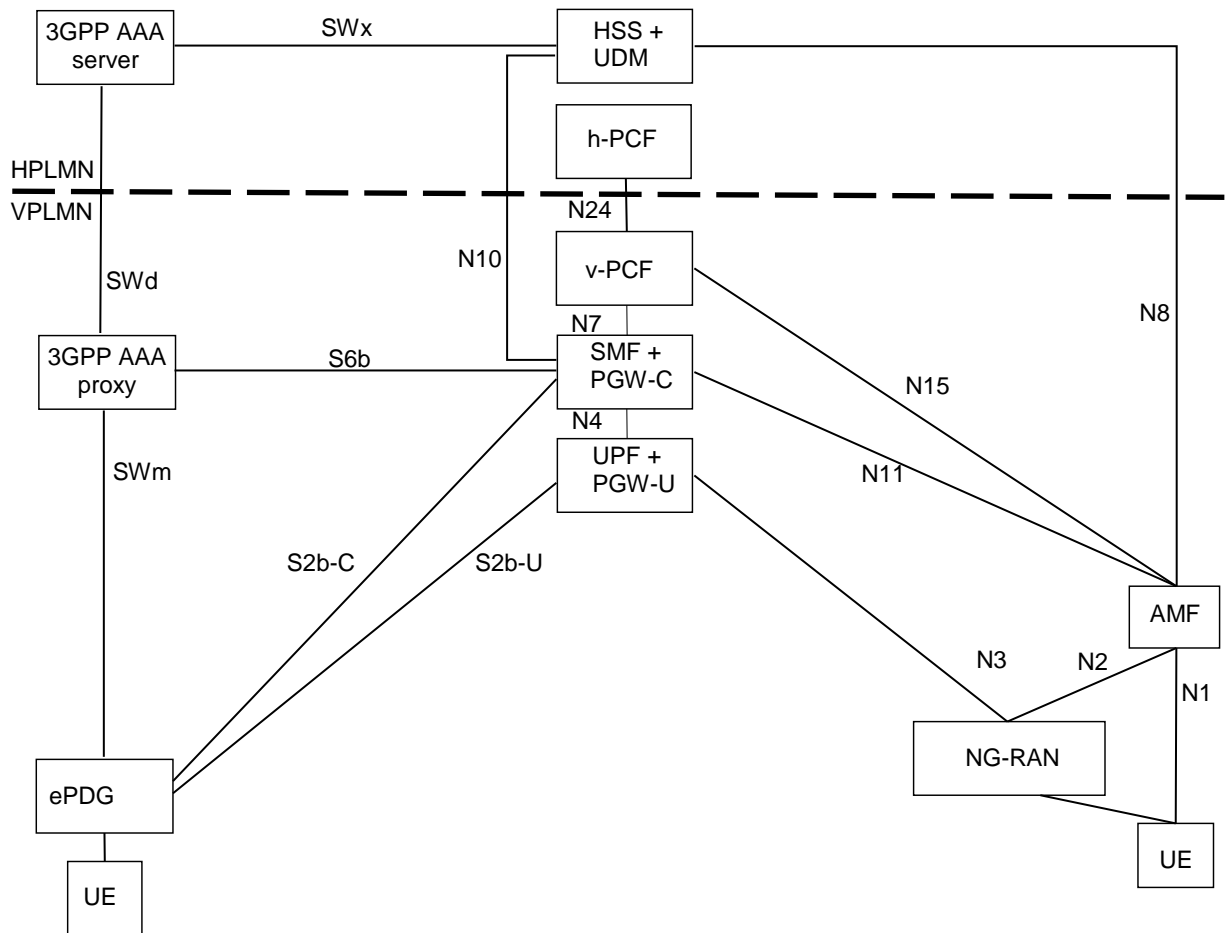 3GPP AAA
server
SWx
HSS +
UDM
h-PCF
HPLMN
VPLMN
N24
N10
v-PCF
SWd
N8
N7
3GPP AAA
proxy
S6b
SMF +
PGW-C
N15
N4
SWm
UPF +
PGW-U
N11
S2b-C
S2b-U
AMF
N3
N2
N1
NG-RAN
ePDG
UE
UE